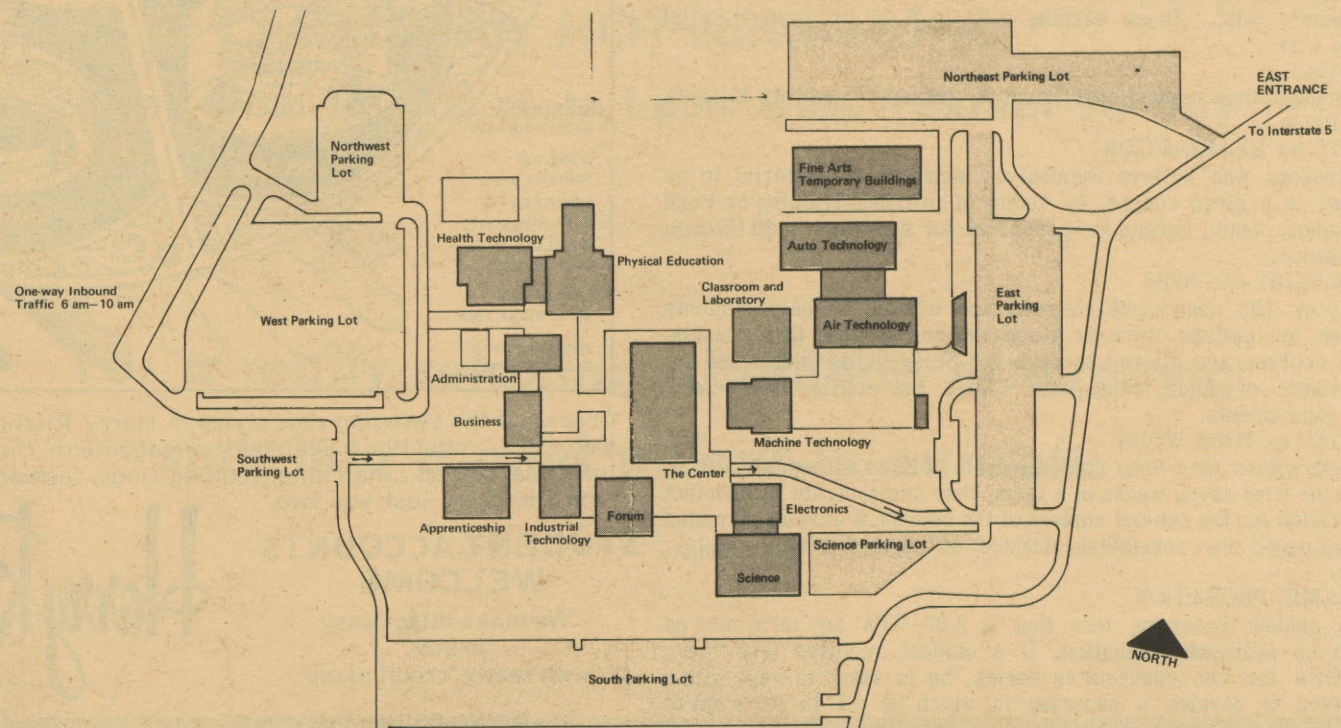 Northeast Parking Lot
EAST
ENTRANCE
To Interstate 5
Northwest
Parking
Lot
Fine Arts
Temporary Buildings
Health Technology
Auto Technology
Physical Education
Classroom and
Laboratory
One-way Inbound
Traffic 6 am—10 am
West Parking Lot
East
Parking
Lot
Air Technology
Administration
Business
Machine Technology
Southwest
Parking Lot
The Center
Electronics
Apprenticeship
Industrial
Technology
Forum
Science Parking Lot
Science
NORTH
South Parking Lot